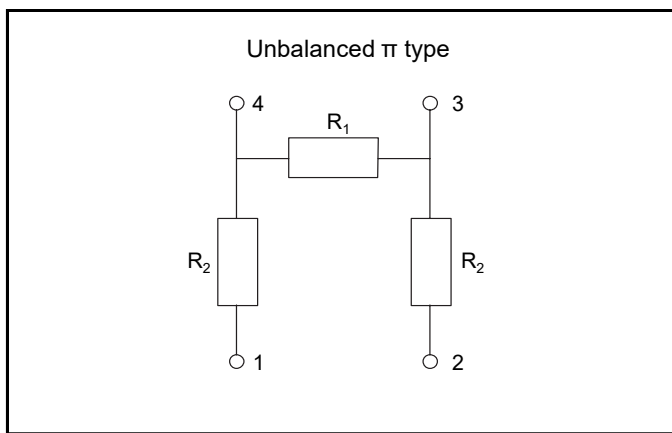 Unbalanced π type
4 3
R₁
R₂ R₂
1 2